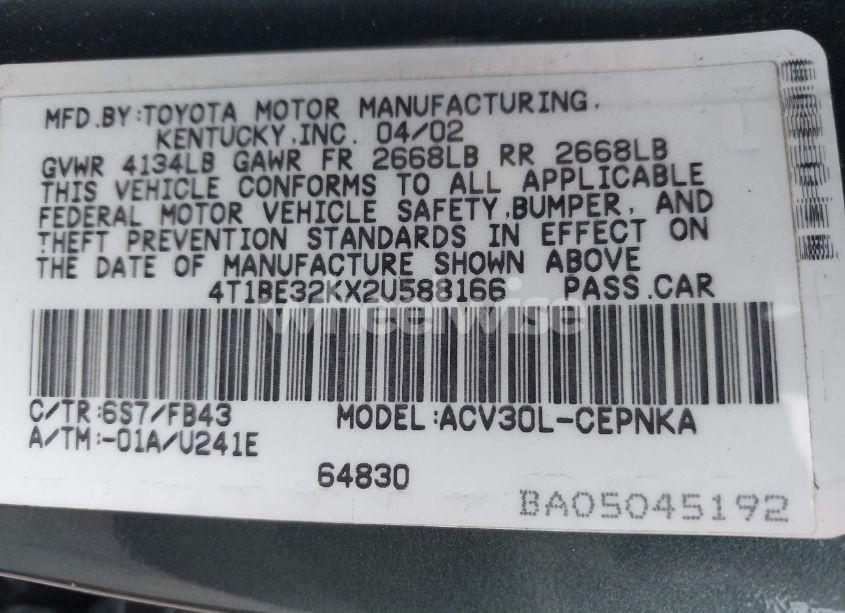 MFD.BY:TOYOTA MOTOR MANUFACTURING,
KENTUCKY,INC. 04/02
GVWR 4134LB GAWR FR 2668LB RR 2668LB
THIS VEHICLE CONFORMS TO ALL APPLICABLE
FEDERAL MOTOR VEHICLE SAFETY,BUMPER, AND
THEFT PREVENTION STANDARDS IN EFFECT ON
THE DATE OF MANUFACTURE SHOWN ABOVE
4T1BE32KX2U588166 PASS.CAR
wheelwise
C/TR:6S7/FB43 MODEL:ACV30L-CEPNKA
A/TM:-01A/U241E
64830
BA05045192